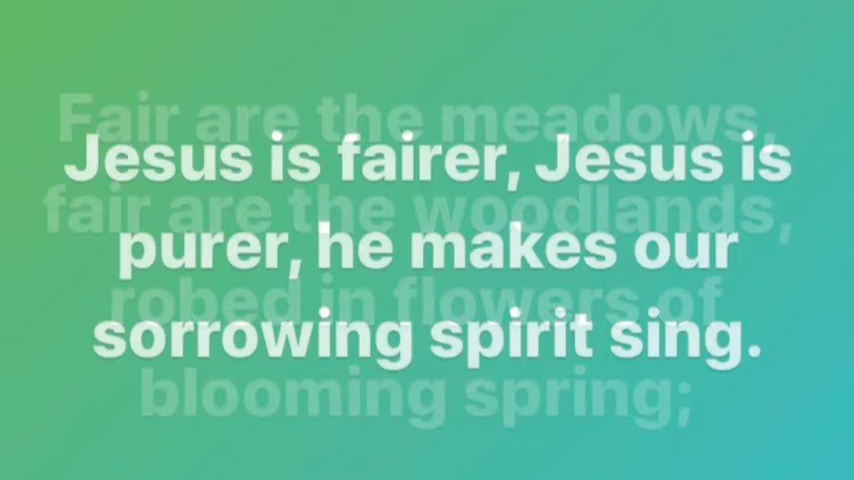 Fair are the meadows,
fair are the woodlands,
robed in flowers of
blooming spring;
Jesus is fairer, Jesus is
purer, he makes our
sorrowing spirit sing.